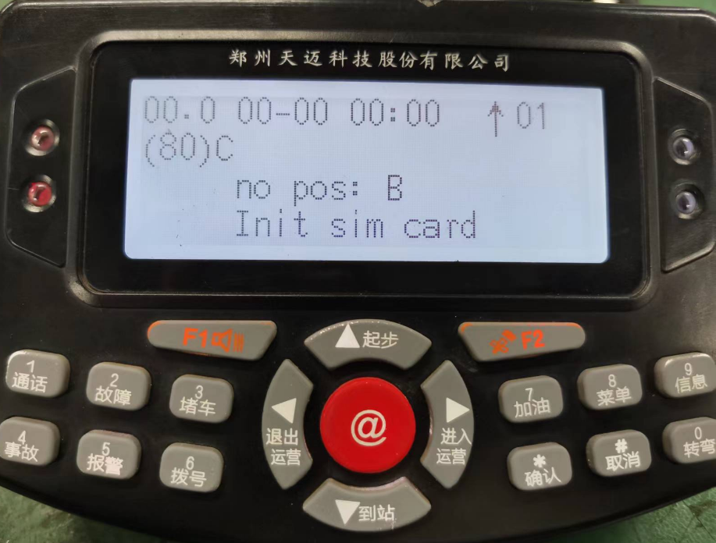 郑州天迈科技股份有限公司
00.0 00-00 00:00 ↑01
(80)C
no pos: B
Init sim card
F1
F2
▲起步
1
通话
2
故障
3
堵车
◀
退出
运营
@
▶
进入
运营
7
加油
8
菜单
9
信息
4
事故
5
报警
6
拨号
▼到站
*
确认
#
取消
0
转弯